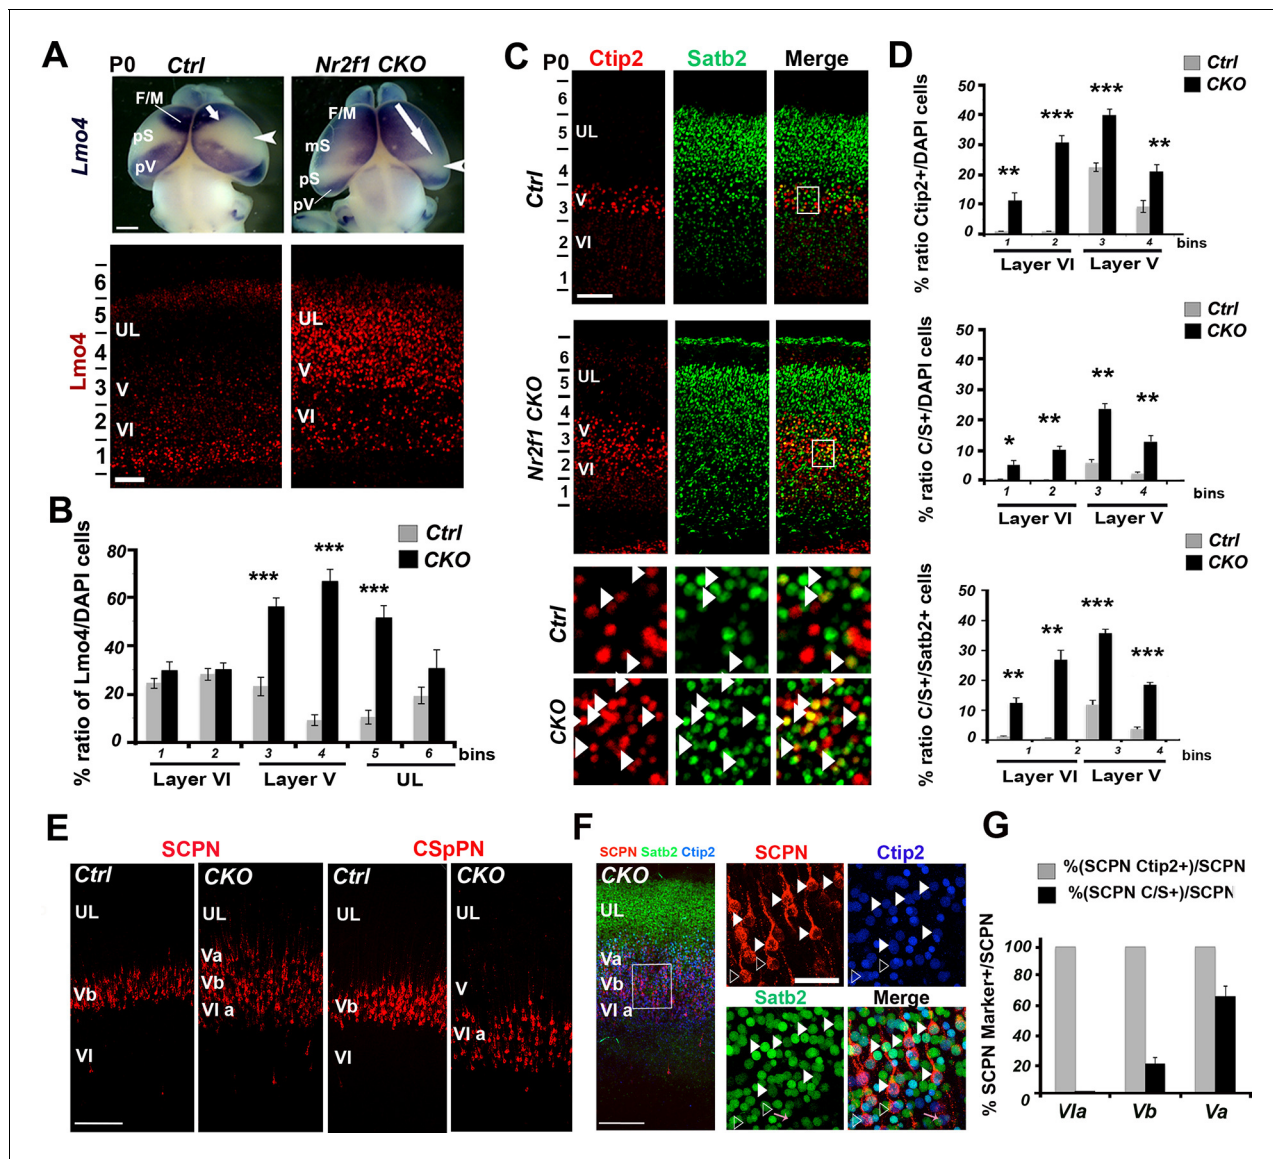 A
P0
Ctrl
Nr2f1 CKO
Lmo4
F/M
pS
pV
F/M
mS
pS
pV
Lmo4
6
5
4
3
2
1
UL
V
VI
UL
V
VI
B
% ratio of Lmo4/DAPI cells
80
60
40
20
0
Ctrl
CKO
***
***
***
1 2 3 4 5 6 bins
Layer VI Layer V UL
C
P0 Ctip2 Satb2 Merge
Ctrl
6
5
4
3
2
1
UL
V
VI
Nr2f1 CKO
6
5
4
3
2
1
UL
V
VI
Ctrl
CKO
D
Ctrl
CKO
% ratio Ctip2+/DAPI cells
50
40
30
20
10
0
** *** *** **
1 2 3 4 bins
Layer VI Layer V
Ctrl
CKO
% ratio C/S+/DAPI cells
50
40
30
20
10
0
* ** ** **
1 2 3 4 bins
Layer VI Layer V
Ctrl
CKO
% ratio C/S+/Satb2+ cells
50
40
30
20
10
0
** ** *** ***
1 2 3 4 bins
Layer VI Layer V
E
SCPN CSpPN
Ctrl CKO Ctrl CKO
UL
Vb
VI
UL
Va
Vb
VI a
UL
Vb
VI
UL
V
VI a
F
SCPN Satb2 Ctip2
CKO
UL
Va
Vb
VI a
SCPN
Ctip2
Satb2
Merge
G
%(SCPN Ctip2+)/SCPN
%(SCPN C/S+)/SCPN
% SCPN Marker+/SCPN
100
80
60
40
20
0
VIa Vb Va